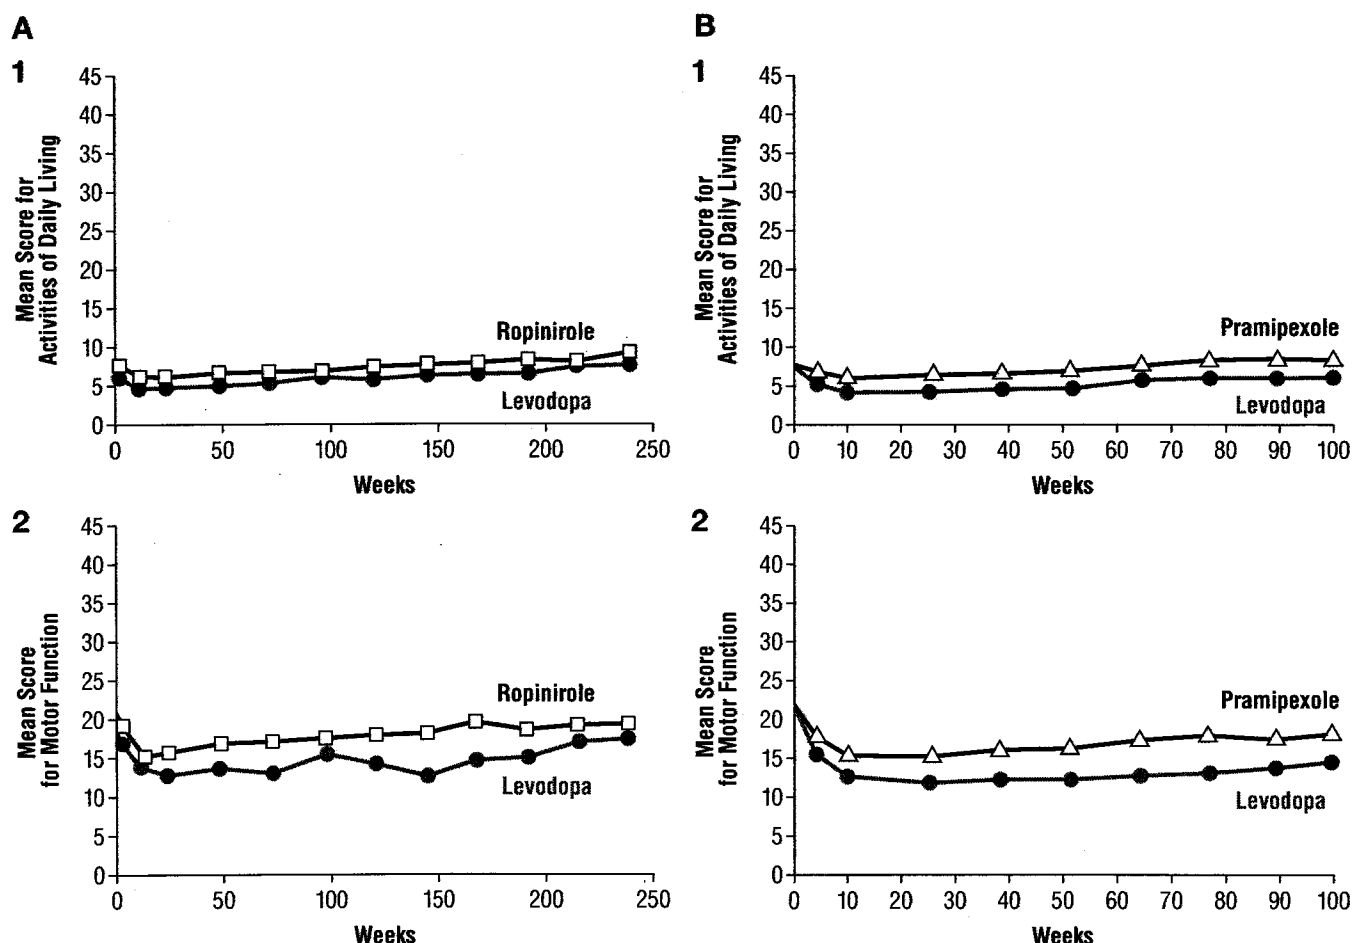 A
1
Mean Score for
Activities of Daily Living
45
40
35
30
25
20
15
10
5
0
Ropinirole
Levodopa
0 50 100 150 200 250
Weeks
2
Mean Score
for Motor Function
45
40
35
30
25
20
15
10
5
0
Ropinirole
Levodopa
0 50 100 150 200 250
Weeks
B
1
Mean Score for
Activities of Daily Living
45
40
35
30
25
20
15
10
5
0
Pramipexole
Levodopa
0 10 20 30 40 50 60 70 80 90 100
Weeks
2
Mean Score
for Motor Function
45
40
35
30
25
20
15
10
5
0
Pramipexole
Levodopa
0 10 20 30 40 50 60 70 80 90 100
Weeks